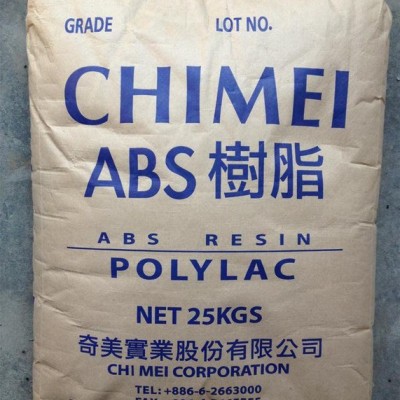 GRADE LOT NO.
CHIMEI
ABS 樹脂
ABS RESIN
POLYLAC
NET 25KGS
奇美實業股份有限公司
CHI MEI CORPORATION
TEL: +886-6-2663000